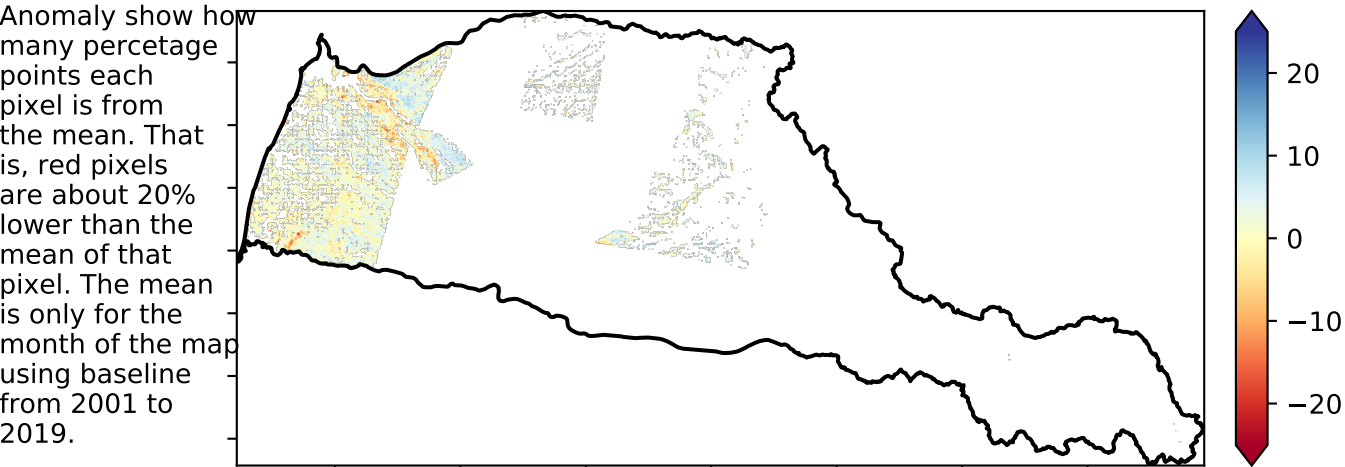 Anomaly show how
many percetage
points each
pixel is from
the mean. That
is, red pixels
are about 20%
lower than the
mean of that
pixel. The mean
is only for the
month of the map
using baseline
from 2001 to
2019.
20
10
0
−10
−20